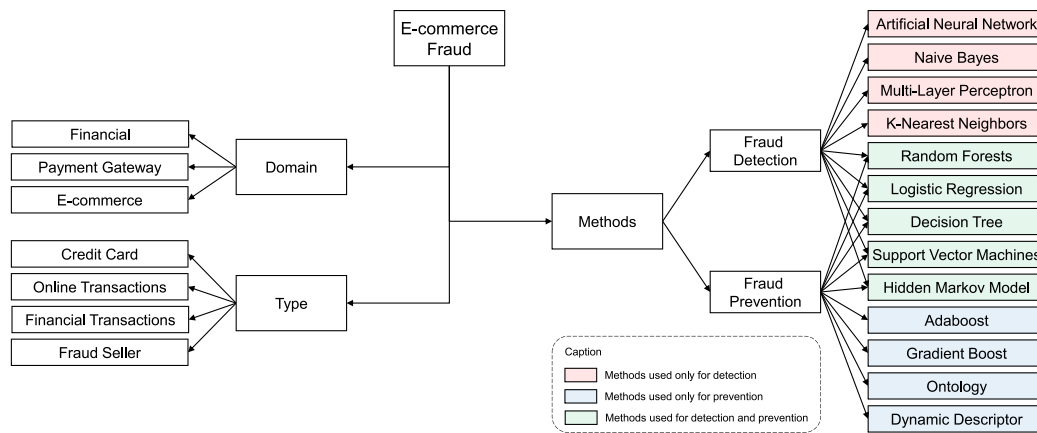 E-commerce
Fraud
Financial
Payment Gateway
E-commerce
Domain
Credit Card
Online Transactions
Financial Transactions
Fraud Seller
Type
Methods
Fraud
Detection
Fraud
Prevention
Artificial Neural Network
Naive Bayes
Multi-Layer Perceptron
K-Nearest Neighbors
Random Forests
Logistic Regression
Decision Tree
Support Vector Machines
Hidden Markov Model
Adaboost
Gradient Boost
Ontology
Dynamic Descriptor
Caption
Methods used only for detection
Methods used only for prevention
Methods used for detection and prevention